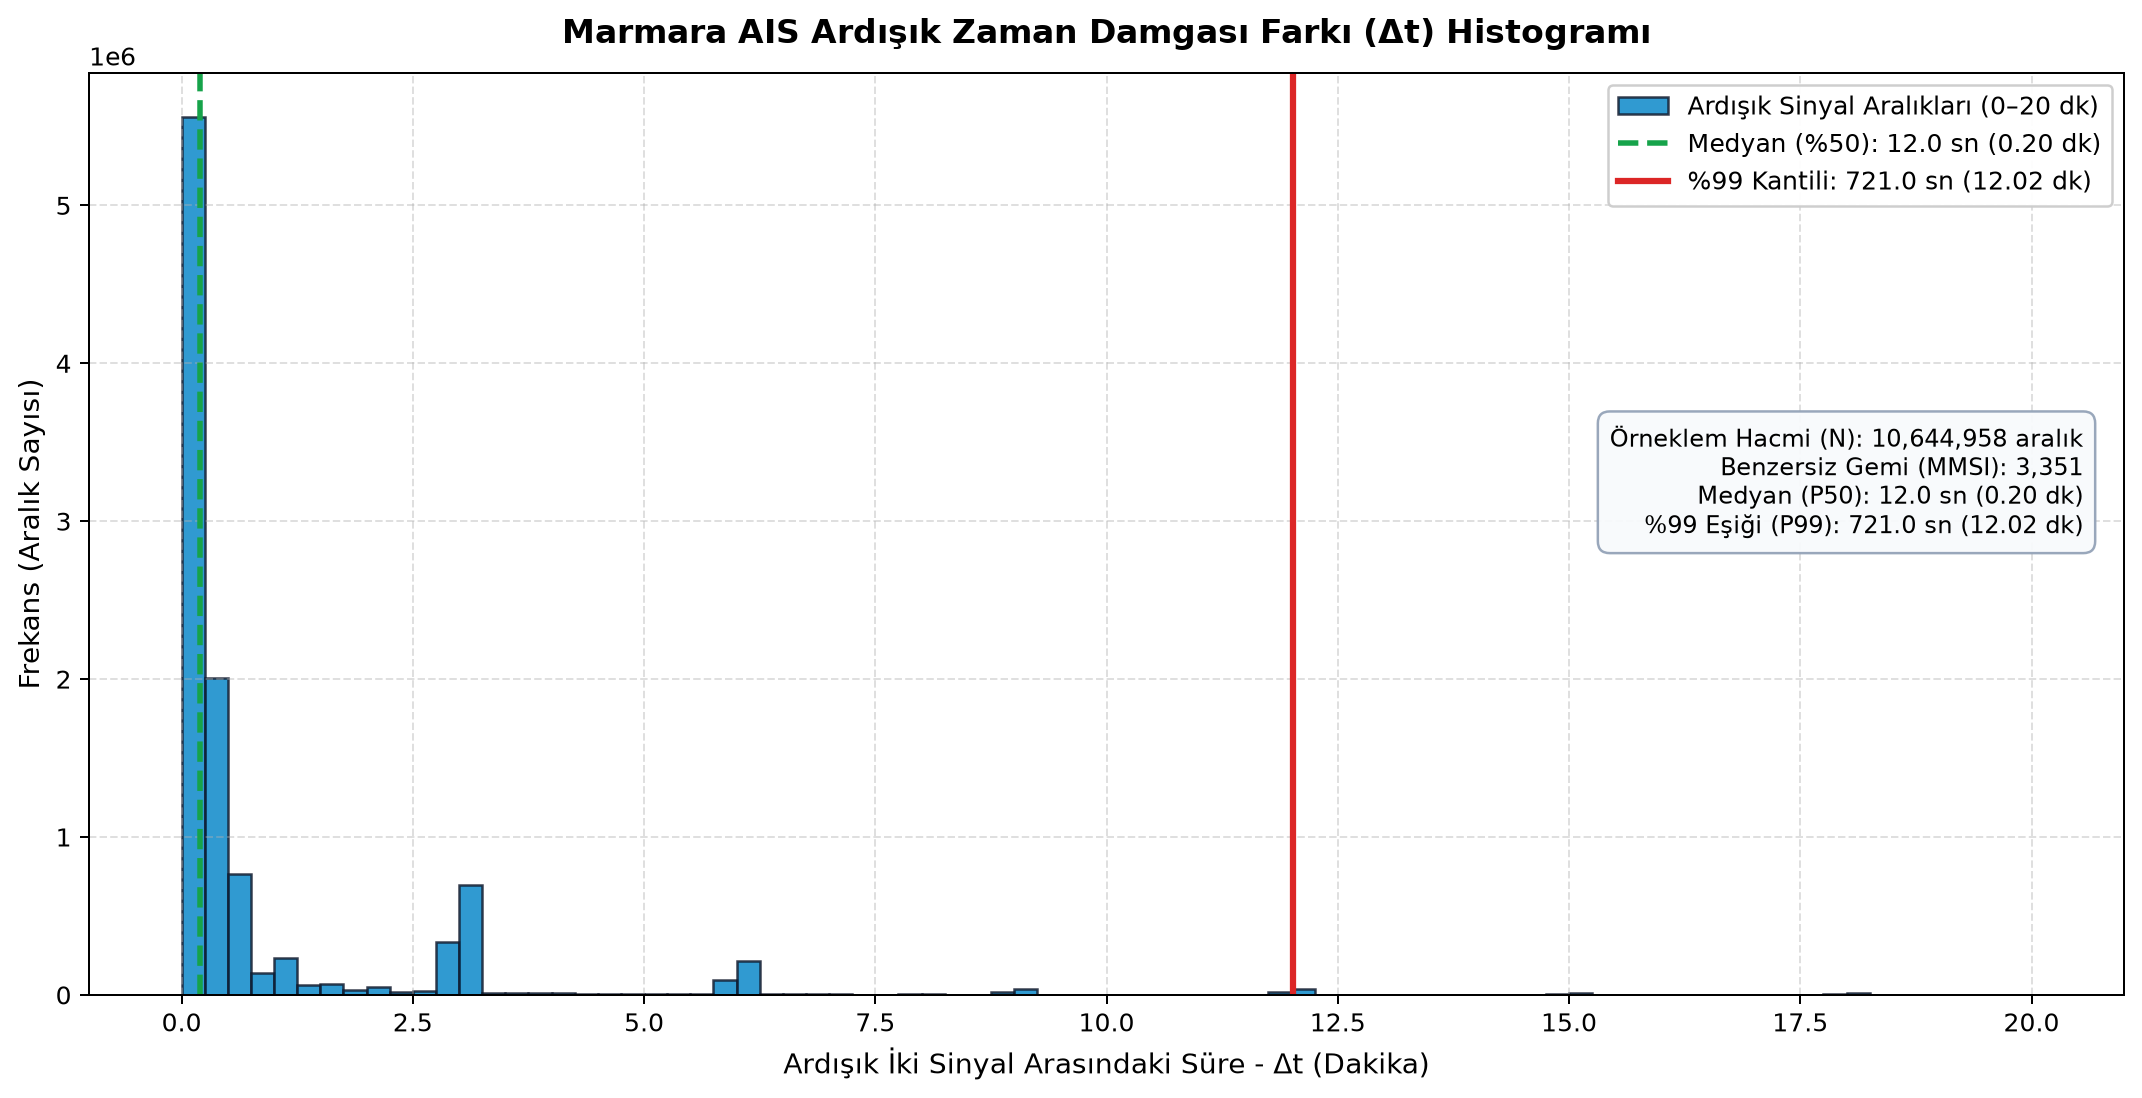 Marmara AIS Ardışık Zaman Damgası Farkı (Δt) Histogramı
1e6
Ardışık Sinyal Aralıkları (0–20 dk)
Medyan (%50): 12.0 sn (0.20 dk)
%99 Kantili: 721.0 sn (12.02 dk)
Örneklem Hacmi (N): 10,644,958 aralık
Benzersiz Gemi (MMSI): 3,351
Medyan (P50): 12.0 sn (0.20 dk)
%99 Eşiği (P99): 721.0 sn (12.02 dk)
Frekans (Aralık Sayısı)
5
4
3
2
1
0
0.0 2.5 5.0 7.5 10.0 12.5 15.0 17.5 20.0
Ardışık İki Sinyal Arasındaki Süre - Δt (Dakika)